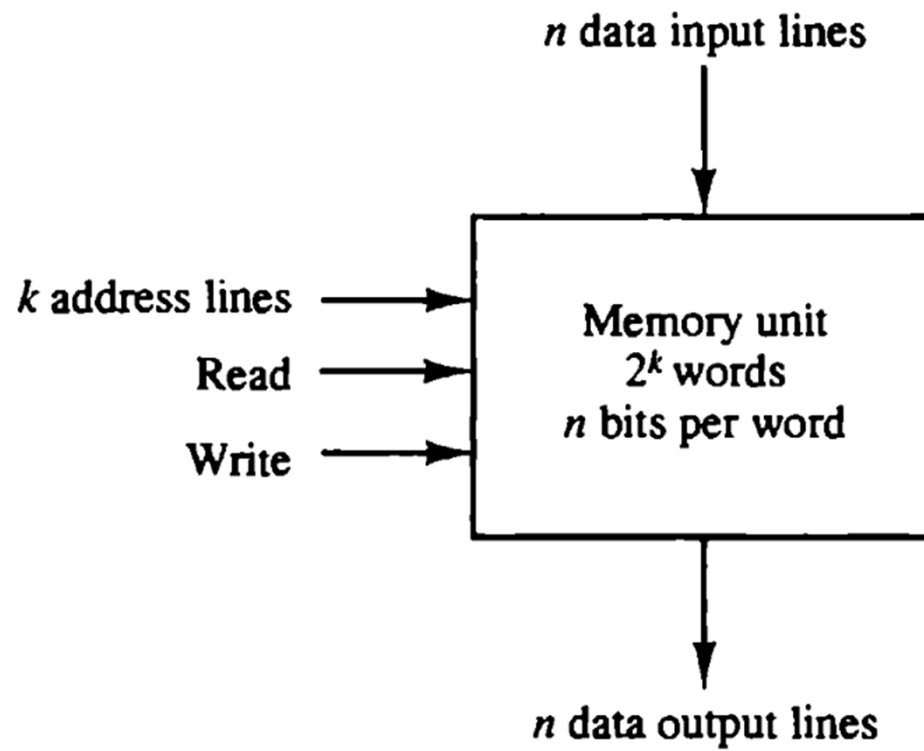 n data input lines
k address lines
Read
Write
Memory unit
2ᵏ words
n bits per word
n data output lines